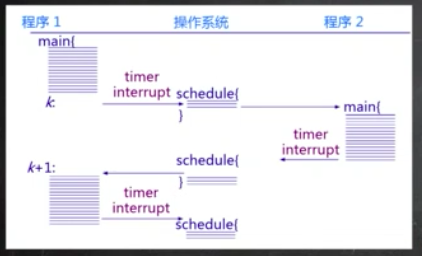 程序 1 操作系统 程序 2
main{
timer
interrupt
schedule{
k:
}
main{
timer
interrupt
schedule{
k+1:
}
timer
interrupt
schedule{